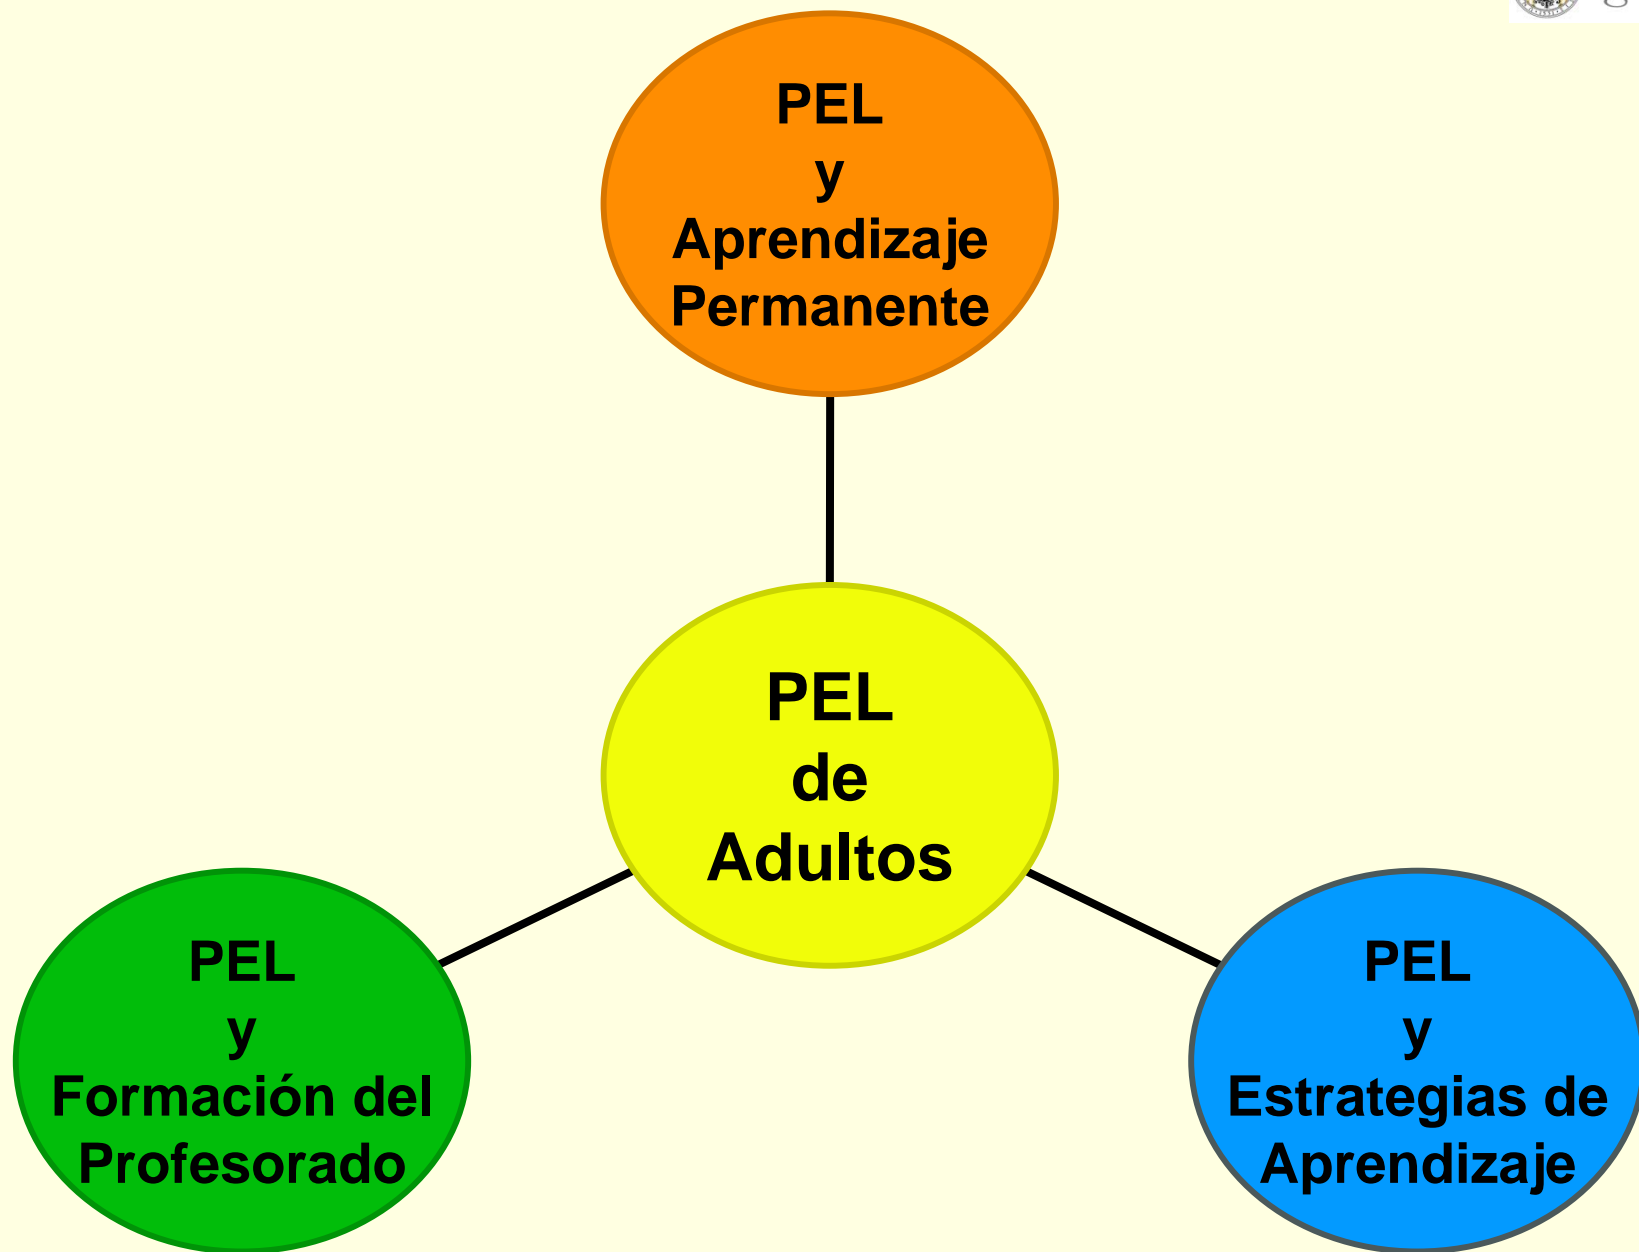 PEL
y
Aprendizaje
Permanente
PEL
de
Adultos
PEL
y
Formación del
Profesorado
PEL
y
Estrategias de
Aprendizaje